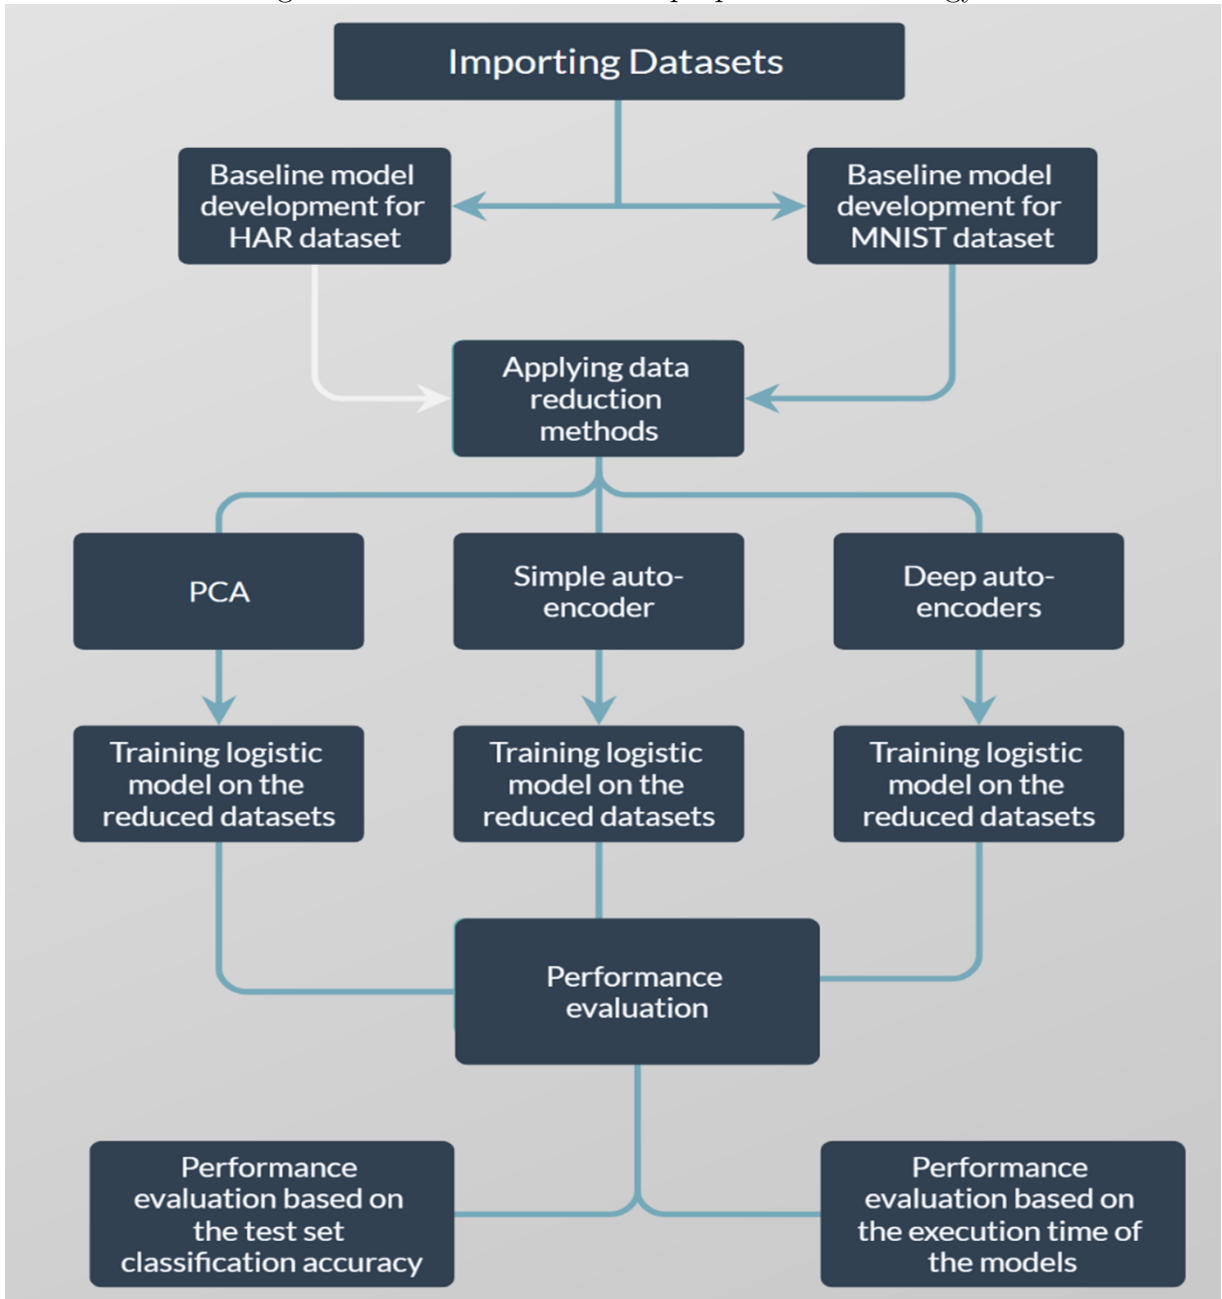 Importing Datasets
Baseline model
development for
HAR dataset
Baseline model
development for
MNIST dataset
Applying data
reduction
methods
PCA
Simple auto-
encoder
Deep auto-
encoders
Training logistic
model on the
reduced datasets
Training logistic
model on the
reduced datasets
Training logistic
model on the
reduced datasets
Performance
evaluation
Performance
evaluation based on
the test set
classification accuracy
Performance
evaluation based on
the execution time of
the models